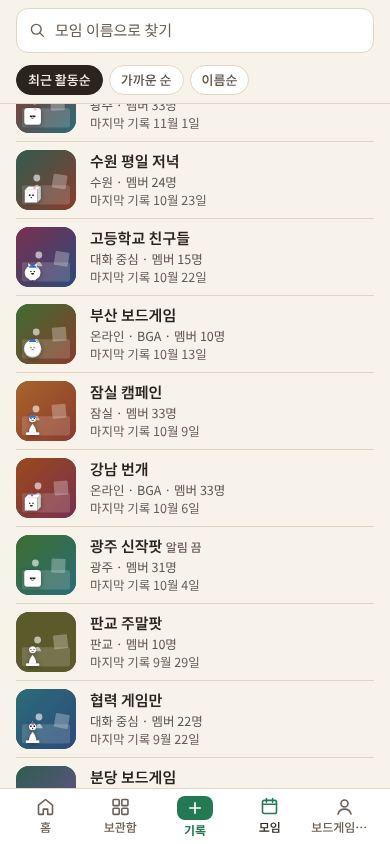 모임 이름으로 찾기
최근 활동순 가까운 순 이름순
광주 · 멤버 33명
마지막 기록 11월 1일
수원 평일 저녁
수원 · 멤버 24명
마지막 기록 10월 23일
고등학교 친구들
대화 중심 · 멤버 15명
마지막 기록 10월 22일
부산 보드게임
온라인 · BGA · 멤버 10명
마지막 기록 10월 13일
잠실 캠페인
잠실 · 멤버 33명
마지막 기록 10월 9일
강남 번개
온라인 · BGA · 멤버 33명
마지막 기록 10월 6일
광주 신작팟 알림 끔
광주 · 멤버 31명
마지막 기록 10월 4일
판교 주말팟
판교 · 멤버 10명
마지막 기록 9월 29일
협력 게임만
대화 중심 · 멤버 22명
마지막 기록 9월 22일
분당 보드게임
홈 보관함 기록 모임 보드게임…